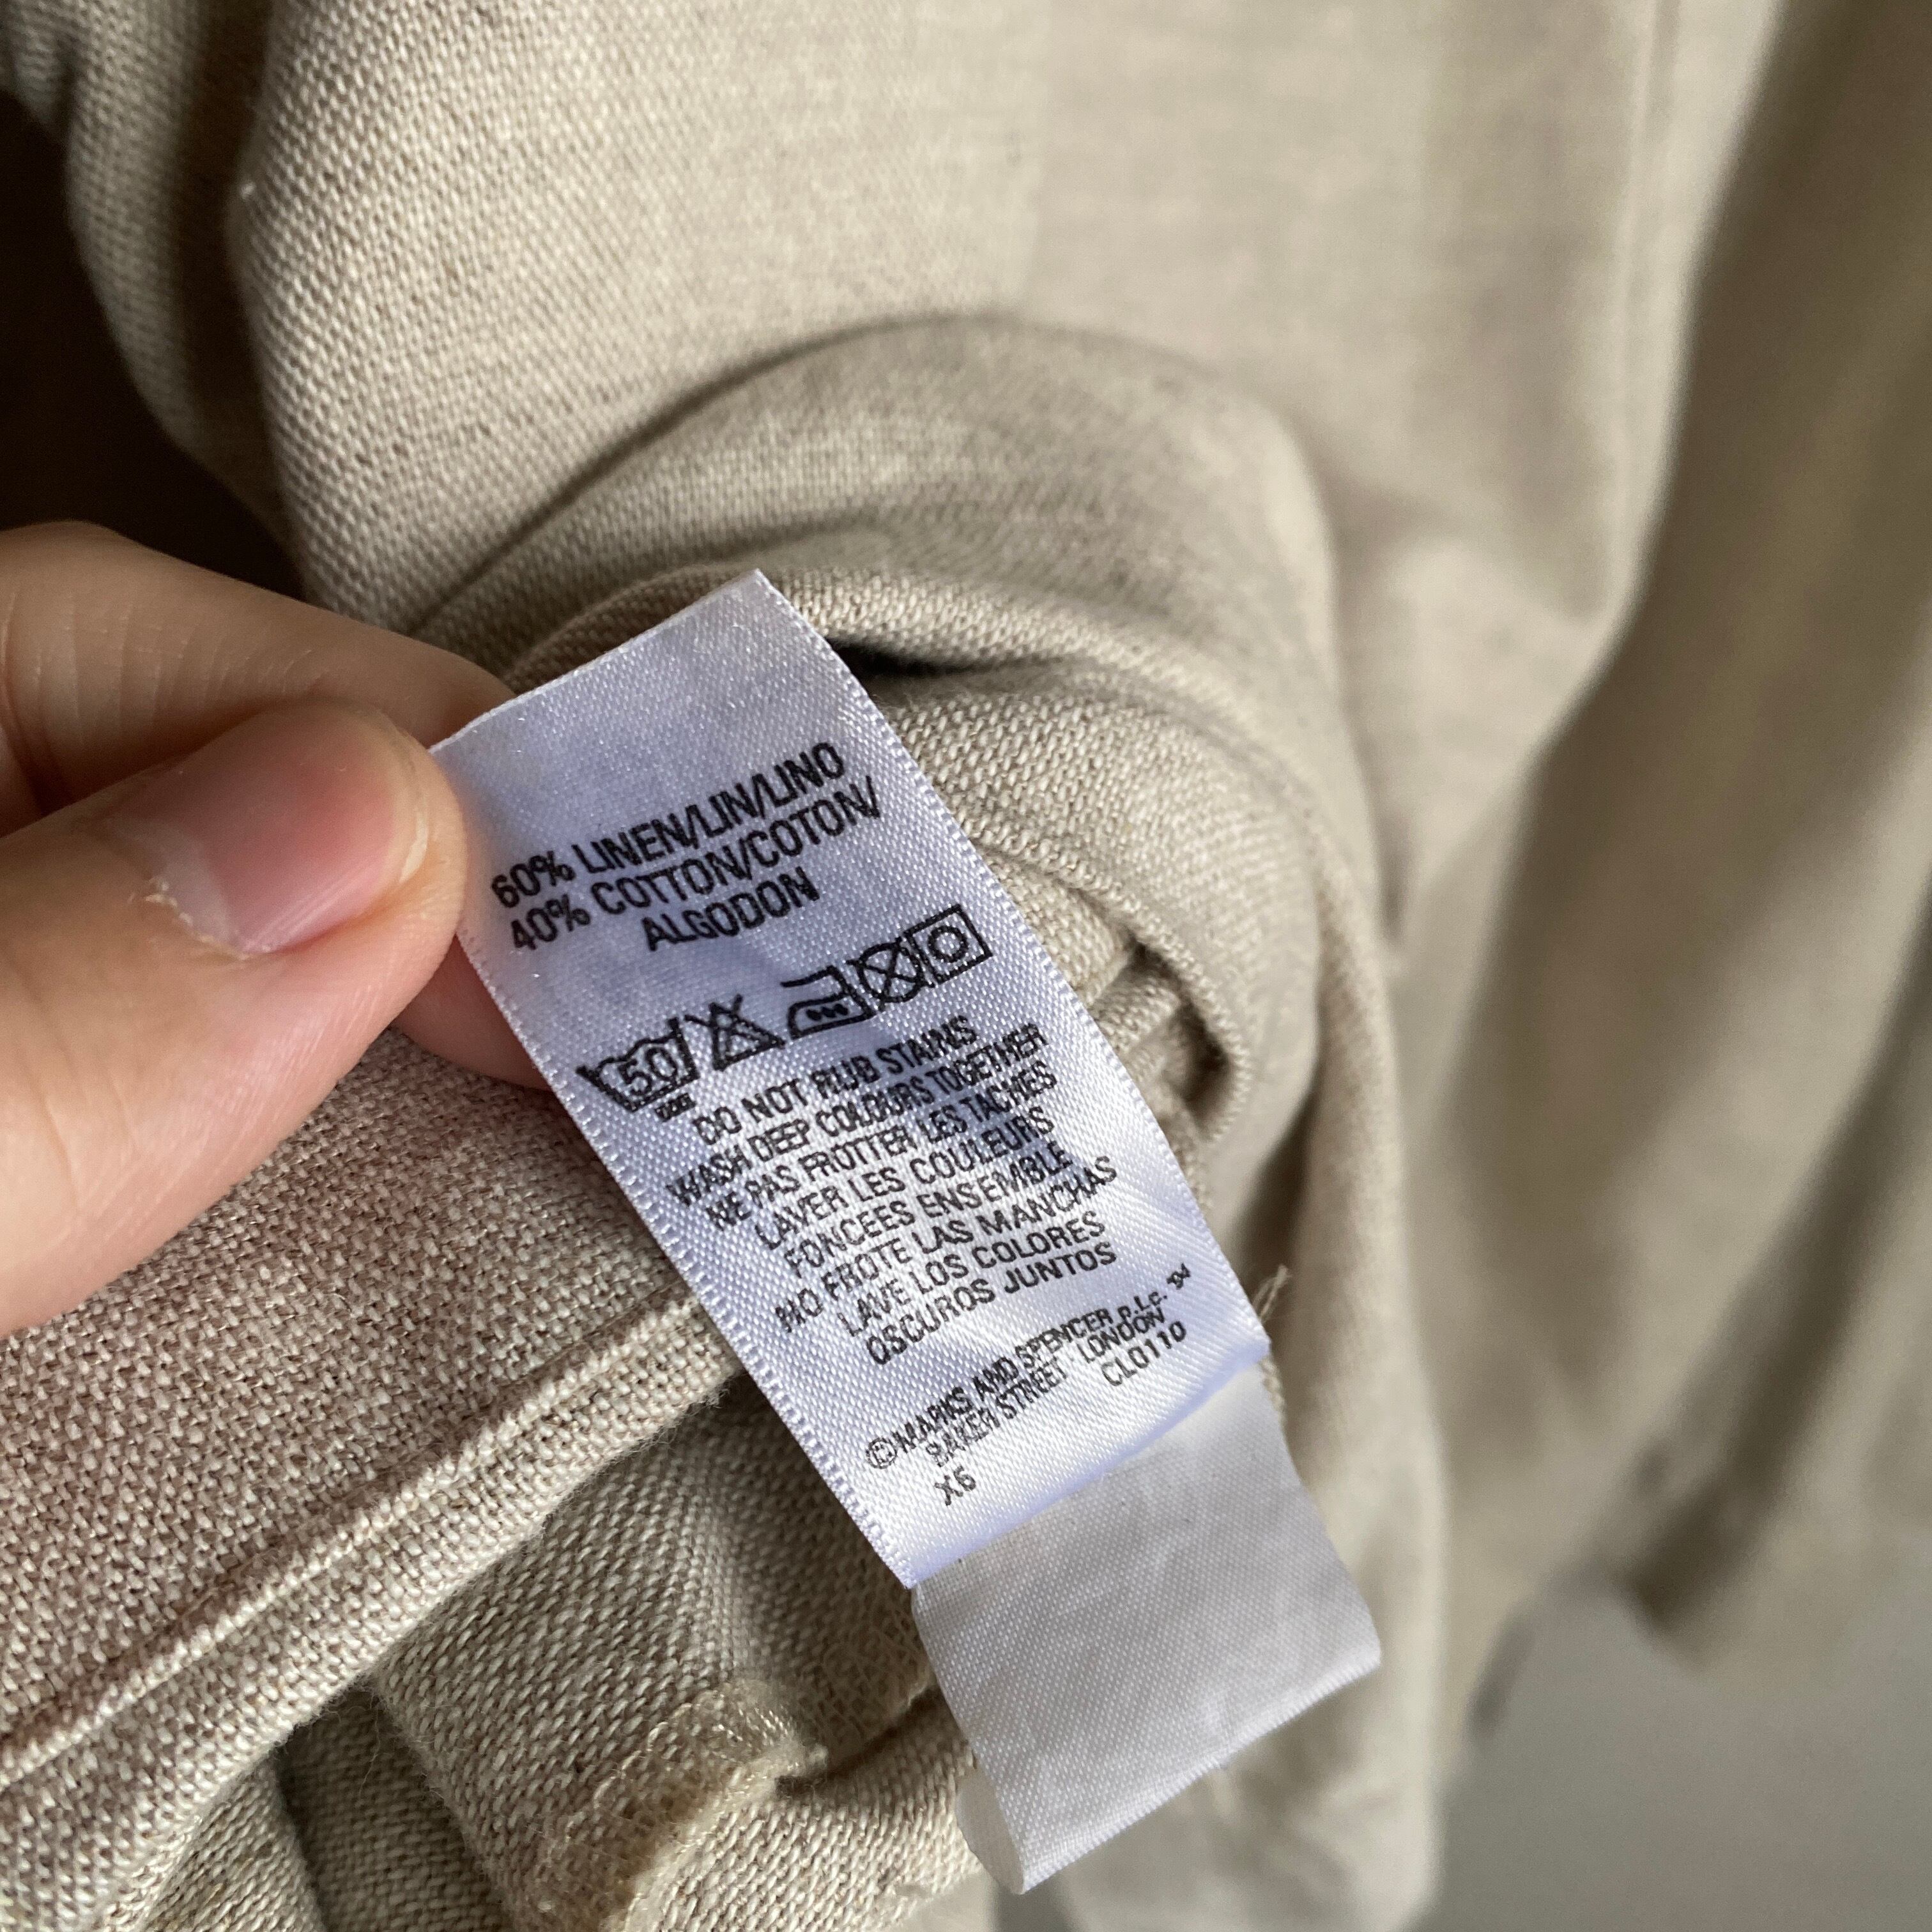 60% LINEN/LIN/LINO
40% COTTON/COTON/
ALGODON
50
DO NOT RUB STAINS
WASH DEEP COLOURS TOGETHER
NE PAS FROTTER LES TACHES
LAVER LES COULEURS
FONCEES ENSEMBLE
NO FROTE LAS MANCHAS
LAVE LOS COLORES
OSCUROS JUNTOS
©MARKS AND SPENCER p.l.c.
BAKER STREET · LONDON
CL0110
X6